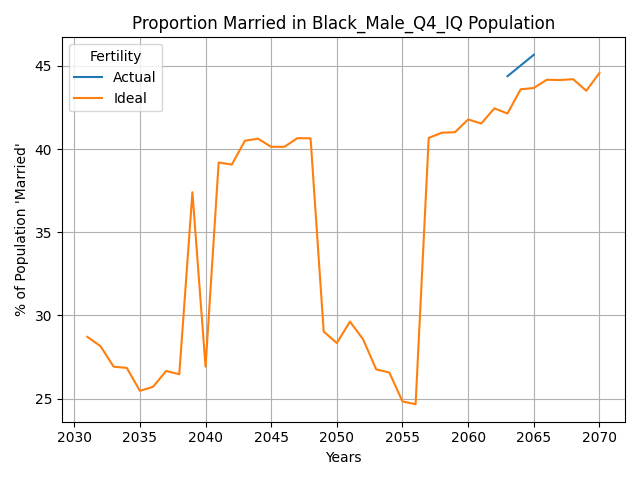 Proportion Married in Black_Male_Q4_IQ Population
Fertility
Actual
Ideal
% of Population 'Married'
45
40
35
30
25
2030 2035 2040 2045 2050 2055 2060 2065 2070
Years